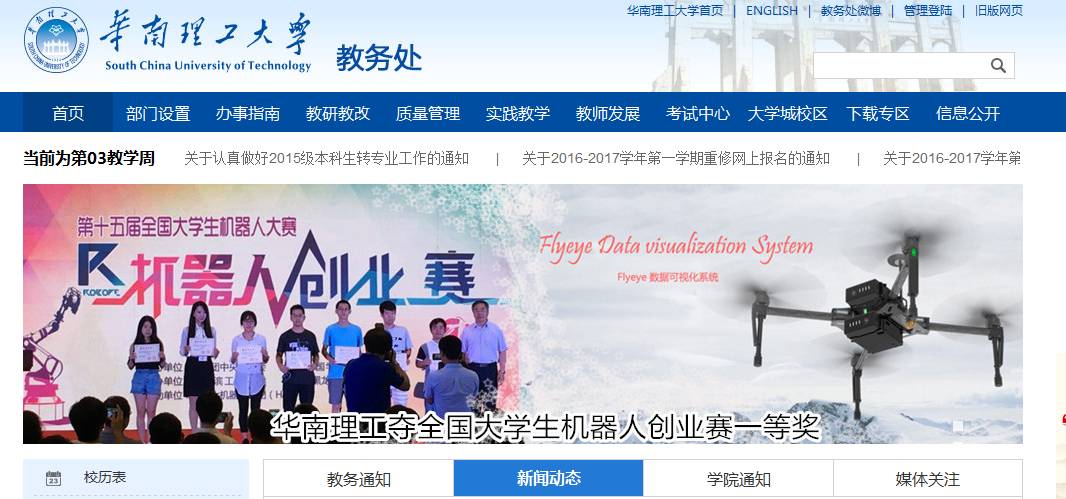 华南理工大学首页 | ENGLISH | 教务处微博 | 管理登陆 | 旧版网页
华南理工大学
South China University of Technology
教务处
首页 部门设置 办事指南 教研教改 质量管理 实践教学 教师发展 考试中心 大学城校区 下载专区 信息公开
当前为第03教学周 关于认真做好2015级本科生转专业工作的通知 | 关于2016-2017学年第一学期重修网上报名的通知 | 关于2016-2017学年第
第十五届全国大学生机器人大赛
机器人创业赛
Flyeye Data visualization System
Flyeye 数据可视化系统
华南理工夺全国大学生机器人创业赛一等奖
23 校历表 教务通知 新闻动态 学院通知 媒体关注